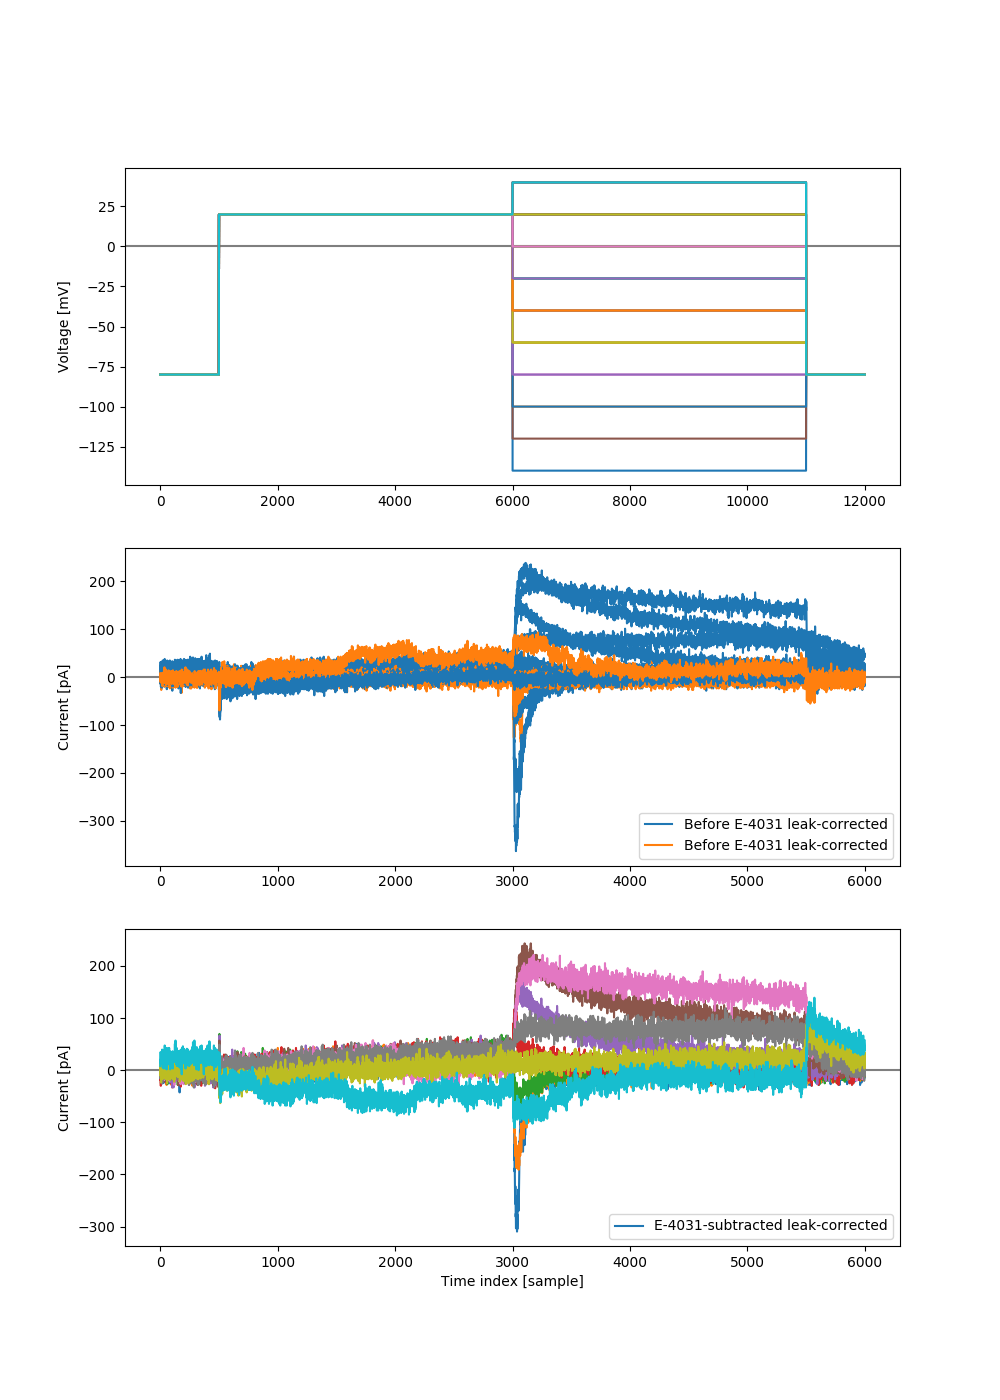 25
0
−25
−50
−75
−100
−125
Voltage [mV]
0 2000 4000 6000 8000 10000 12000
200
100
0
−100
−200
−300
Current [pA]
Before E-4031 leak-corrected
Before E-4031 leak-corrected
0 1000 2000 3000 4000 5000 6000
200
100
0
−100
−200
−300
Current [pA]
E-4031-subtracted leak-corrected
0 1000 2000 3000 4000 5000 6000
Time index [sample]